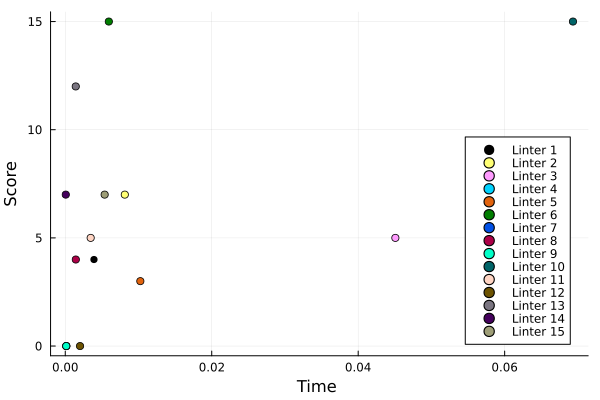 15
10
5
0
Score
0.00 0.02 0.04 0.06
Time
Linter 1
Linter 2
Linter 3
Linter 4
Linter 5
Linter 6
Linter 7
Linter 8
Linter 9
Linter 10
Linter 11
Linter 12
Linter 13
Linter 14
Linter 15